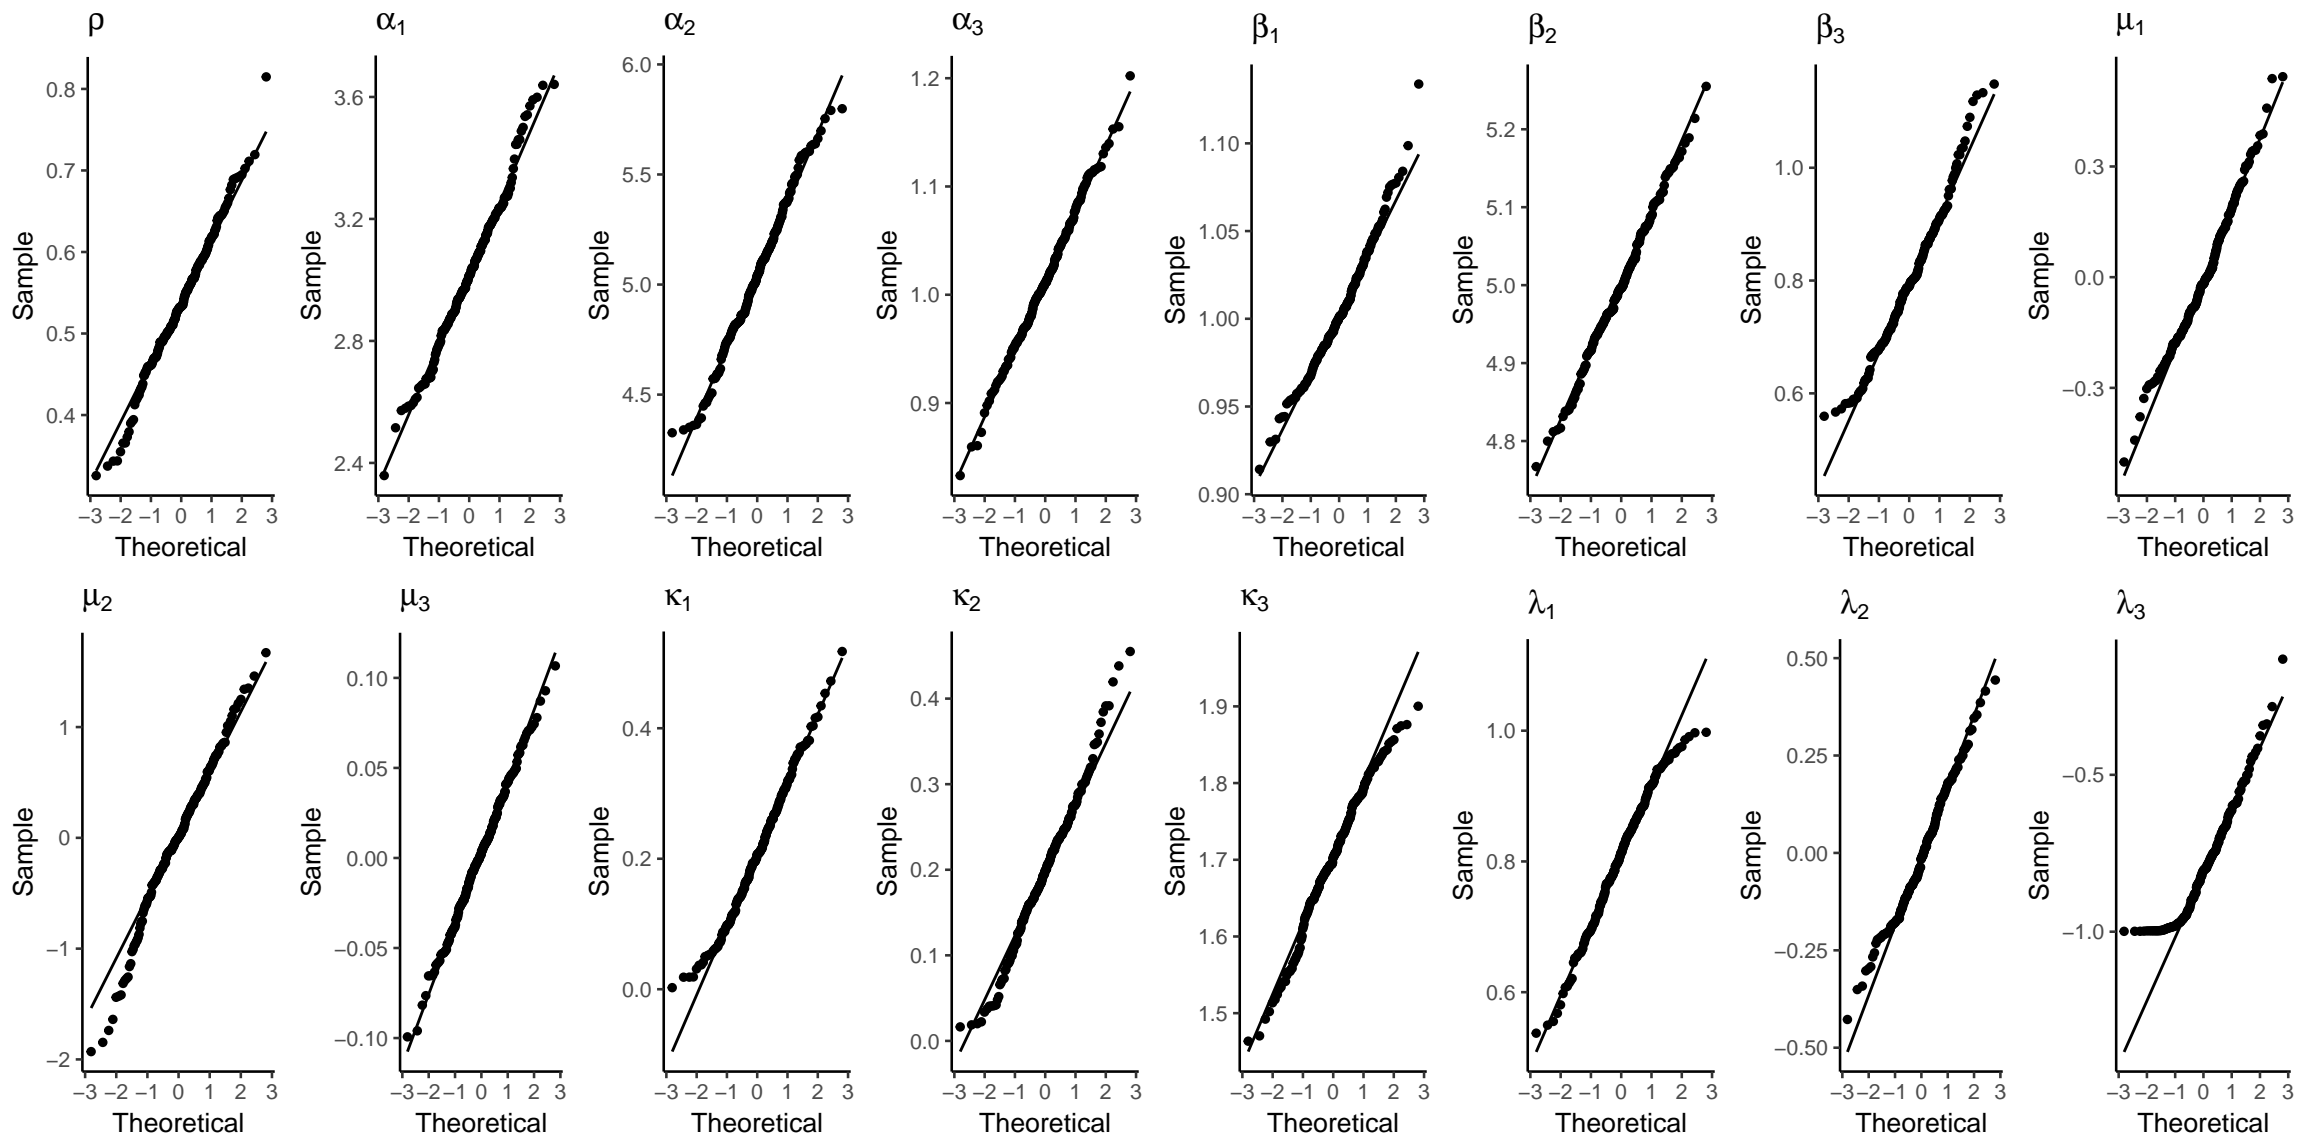 ρ
0.8
0.7
0.6
0.5
0.4
Sample
−3 −2 −1 0 1 2 3
Theoretical
α1
3.6
3.2
2.8
2.4
Sample
−3 −2 −1 0 1 2 3
Theoretical
α2
6.0
5.5
5.0
4.5
Sample
−3 −2 −1 0 1 2 3
Theoretical
α3
1.2
1.1
1.0
0.9
Sample
−3 −2 −1 0 1 2 3
Theoretical
β1
1.10
1.05
1.00
0.95
0.90
Sample
−3 −2 −1 0 1 2 3
Theoretical
β2
5.2
5.1
5.0
4.9
4.8
Sample
−3 −2 −1 0 1 2 3
Theoretical
β3
1.0
0.8
0.6
Sample
−3 −2 −1 0 1 2 3
Theoretical
μ1
0.3
0.0
−0.3
Sample
−3 −2 −1 0 1 2 3
Theoretical
μ2
1
0
−1
−2
Sample
−3 −2 −1 0 1 2 3
Theoretical
μ3
0.10
0.05
0.00
−0.05
−0.10
Sample
−3 −2 −1 0 1 2 3
Theoretical
κ1
0.4
0.2
0.0
Sample
−3 −2 −1 0 1 2 3
Theoretical
κ2
0.4
0.3
0.2
0.1
0.0
Sample
−3 −2 −1 0 1 2 3
Theoretical
κ3
1.9
1.8
1.7
1.6
1.5
Sample
−3 −2 −1 0 1 2 3
Theoretical
λ1
1.0
0.8
0.6
Sample
−3 −2 −1 0 1 2 3
Theoretical
λ2
0.50
0.25
0.00
−0.25
−0.50
Sample
−3 −2 −1 0 1 2 3
Theoretical
λ3
−0.5
−1.0
Sample
−3 −2 −1 0 1 2 3
Theoretical